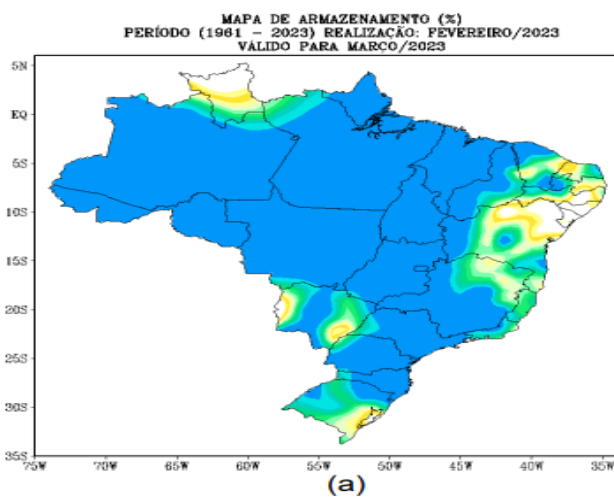 MAPA DE ARMAZENAMENTO (%)
PERÍODO (1961 - 2023) REALIZAÇÃO: FEVEREIRO/2023
VÁLIDO PARA MARÇO/2023
5N
EQ
5S
10S
15S
20S
25S
30S
35S
75W 70W 65W 60W 55W 50W 45W 40W 35W
(a)